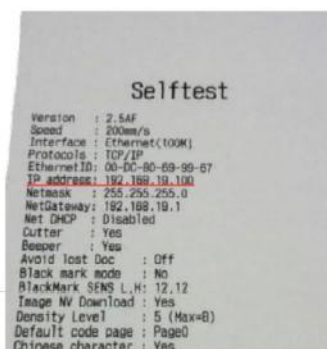 Selftest
Version : 2.5AF
Speed : 200mm/s
Interface : Ethernet(100M)
Protocols : TCP/IP
EthernetID: 00-DC-80-69-99-67
IP address: 192.168.19.100
Netmask : 255.255.255.0
NetGateway: 192.168.19.1
Net DHCP : Disabled
Cutter : Yes
Beeper : Yes
Avoid lost Doc : Off
Black mark mode : No
BlackMark SENS L,H: 12,12
Image NV Download : Yes
Density Level : 5 (Max=8)
Default code page : Page0
Chinese character : Yes